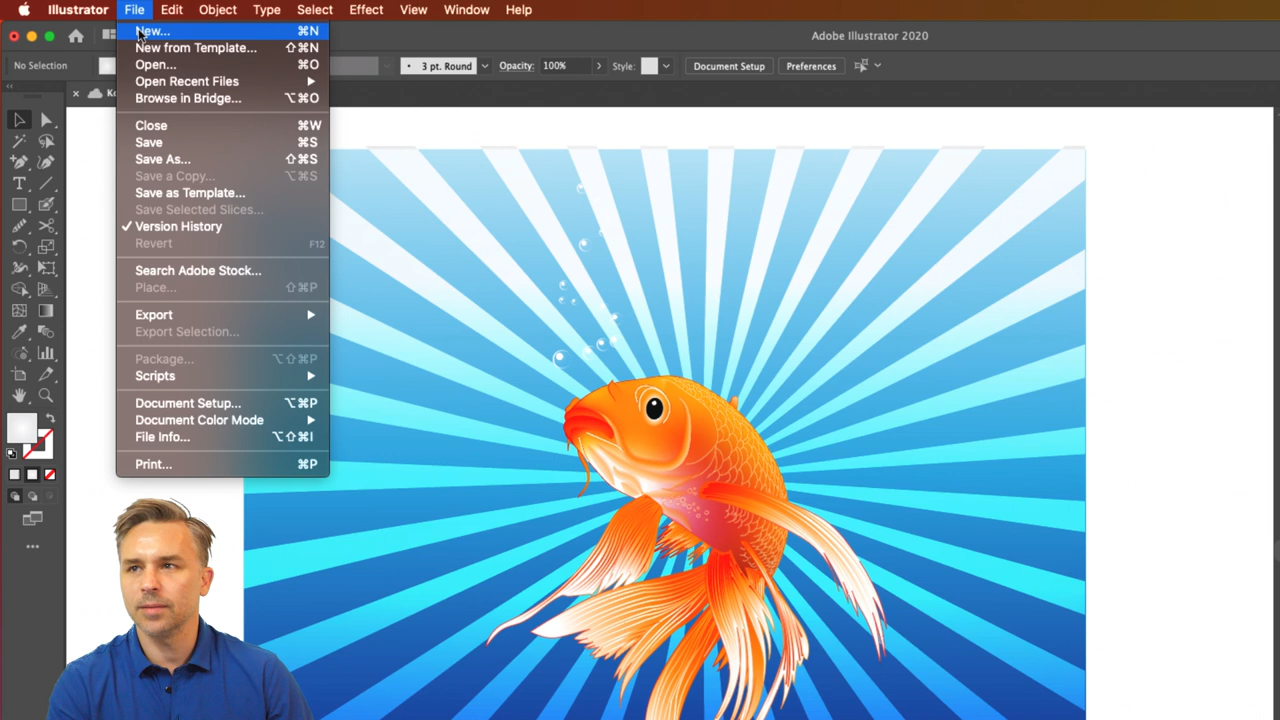 Illustrator File Edit Object Type Select Effect View Window Help
Adobe Illustrator 2020
No Selection 3 pt. Round Opacity: 100% Style: Document Setup Preferences
New... ⌘N
New from Template... ⇧⌘N
Open... ⌘O
Open Recent Files
Browse in Bridge... ⌥⌘O
Close ⌘W
Save ⌘S
Save As... ⇧⌘S
Save a Copy... ⌥⌘S
Save as Template...
Save Selected Slices...
✓ Version History
Revert F12
Search Adobe Stock...
Place... ⇧⌘P
Export
Export Selection...
Package... ⌥⇧⌘P
Scripts
Document Setup... ⌥⌘P
Document Color Mode
File Info... ⌥⇧⌘I
Print... ⌘P